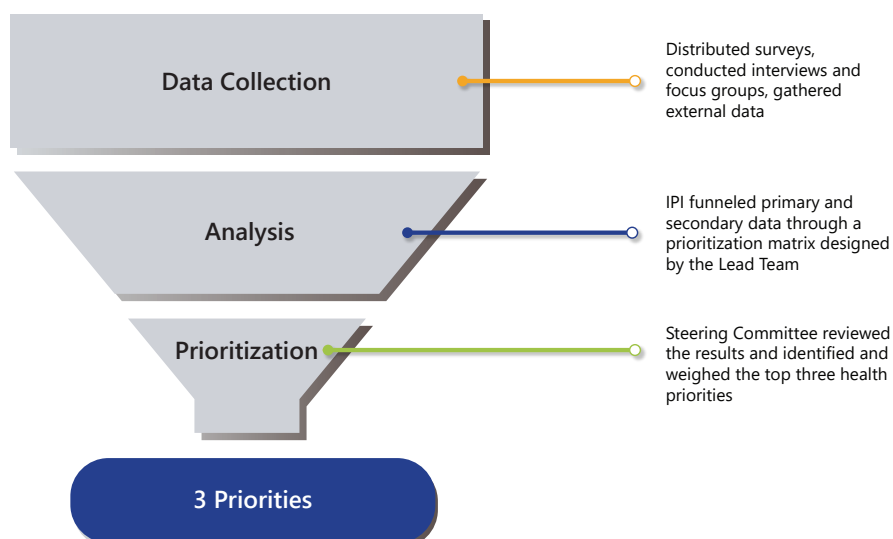 Data Collection
Distributed surveys,
conducted interviews and
focus groups, gathered
external data
Analysis
IPI funneled primary and
secondary data through a
prioritization matrix designed
by the Lead Team
Prioritization
Steering Committee reviewed
the results and identified and
weighed the top three health
priorities
3 Priorities